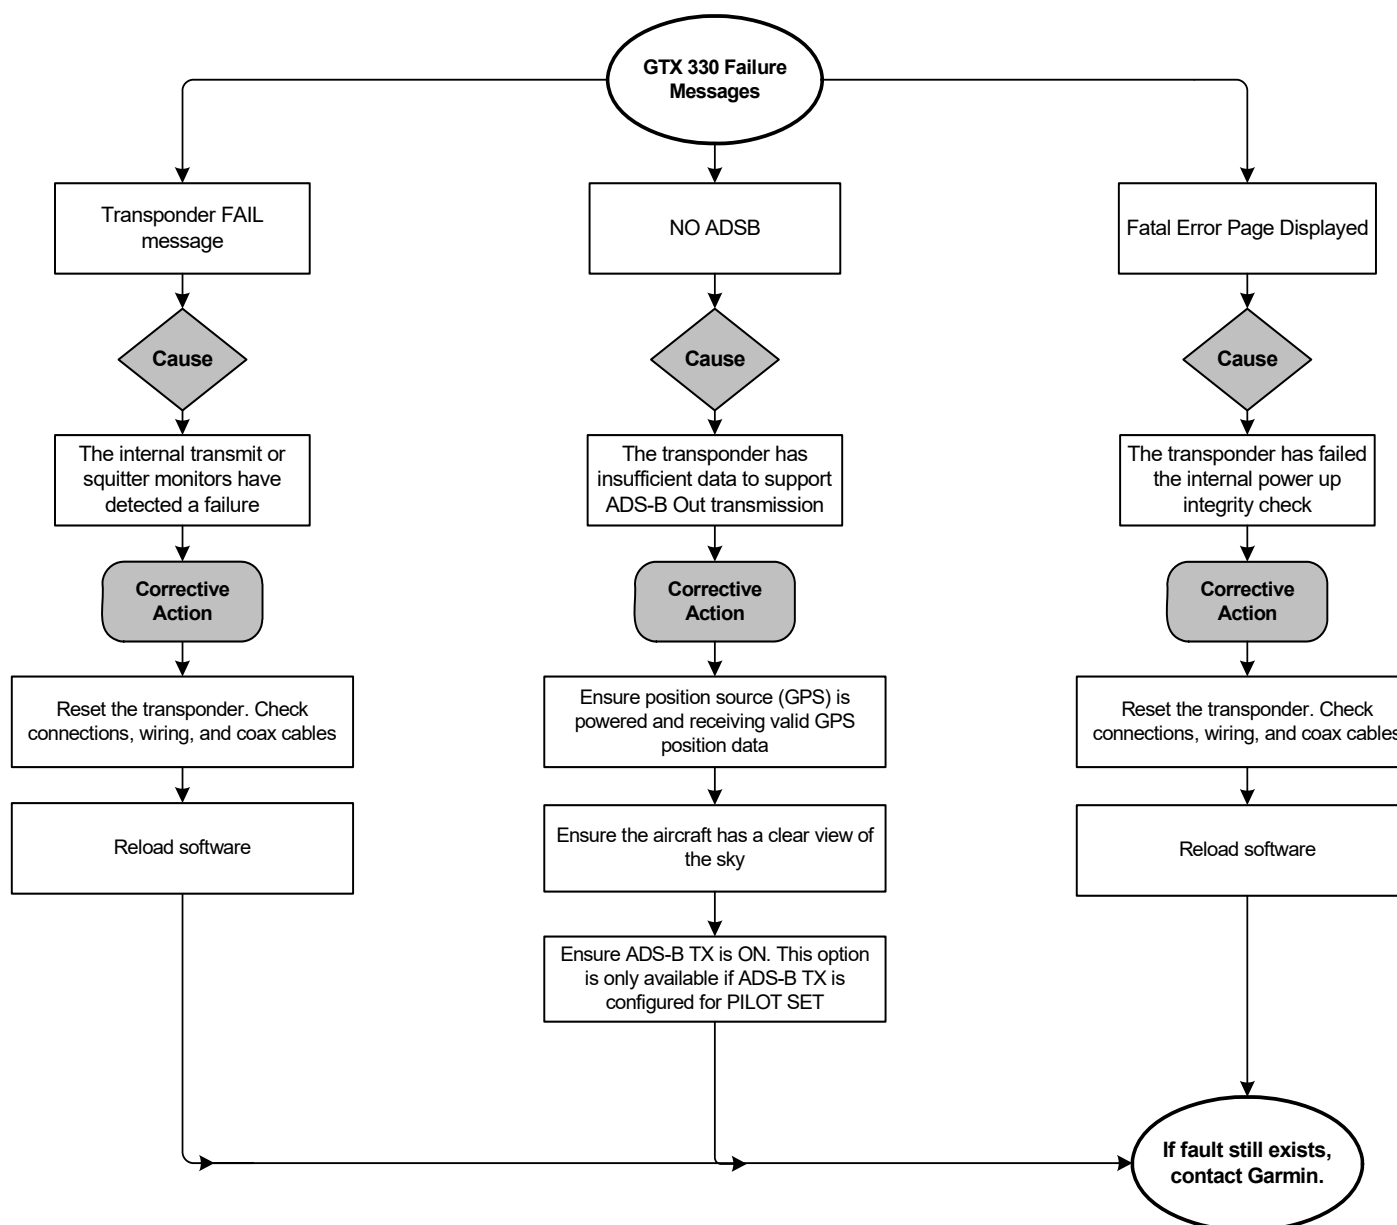 GTX 330 Failure
Messages
Transponder FAIL
message
NO ADSB
Fatal Error Page Displayed
Cause
Cause
Cause
The internal transmit or
squitter monitors have
detected a failure
The transponder has
insufficient data to support
ADS-B Out transmission
The transponder has failed
the internal power up
integrity check
Corrective
Action
Corrective
Action
Corrective
Action
Reset the transponder. Check
connections, wiring, and coax cables
Ensure position source (GPS) is
powered and receiving valid GPS
position data
Reset the transponder. Check
connections, wiring, and coax cables
Reload software
Ensure the aircraft has a clear view of
the sky
Reload software
Ensure ADS-B TX is ON. This option
is only available if ADS-B TX is
configured for PILOT SET
If fault still exists,
contact Garmin.